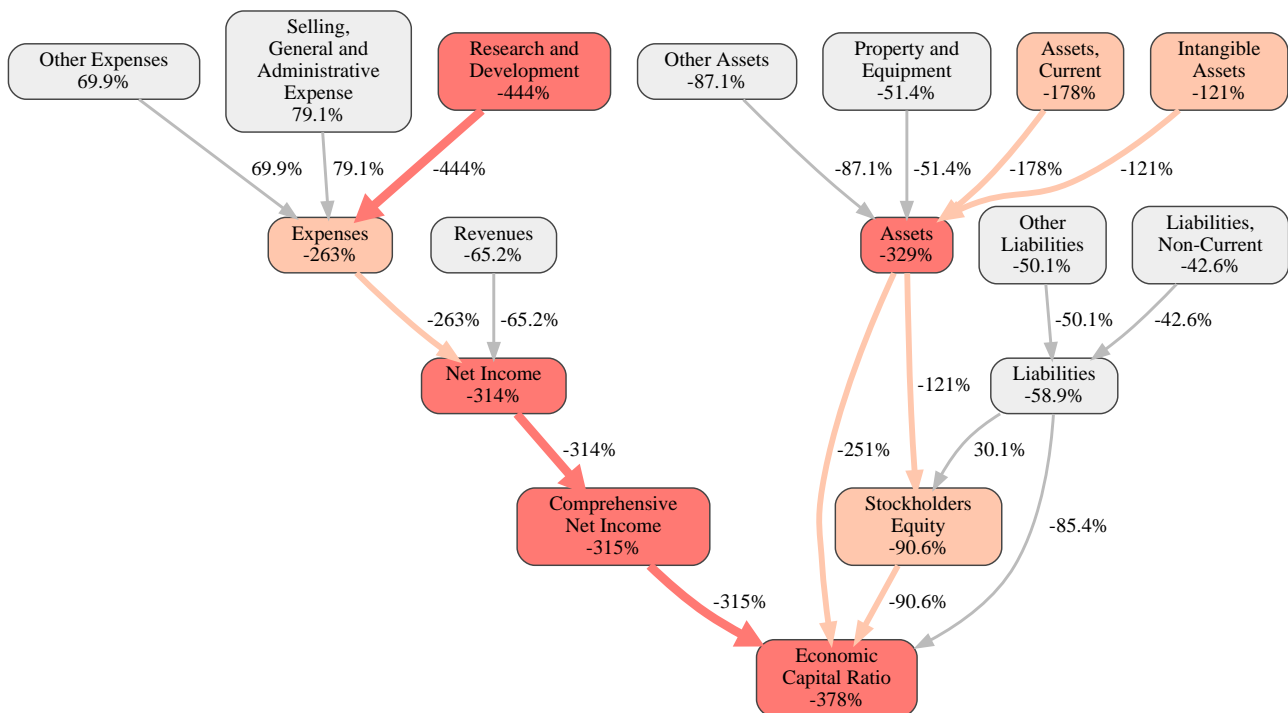 Other Expenses
69.9%
Selling,
General and
Administrative
Expense
79.1%
Research and
Development
-444%
Other Assets
-87.1%
Property and
Equipment
-51.4%
Assets,
Current
-178%
Intangible
Assets
-121%
69.9%
79.1%
-444%
-87.1%
-51.4%
-178%
-121%
Expenses
-263%
Revenues
-65.2%
Assets
-329%
Other
Liabilities
-50.1%
Liabilities,
Non-Current
-42.6%
-263%
-65.2%
-50.1%
-42.6%
Net Income
-314%
-121%
Liabilities
-58.9%
-314%
-251%
30.1%
Comprehensive
Net Income
-315%
Stockholders
Equity
-90.6%
-85.4%
-315%
-90.6%
Economic
Capital Ratio
-378%